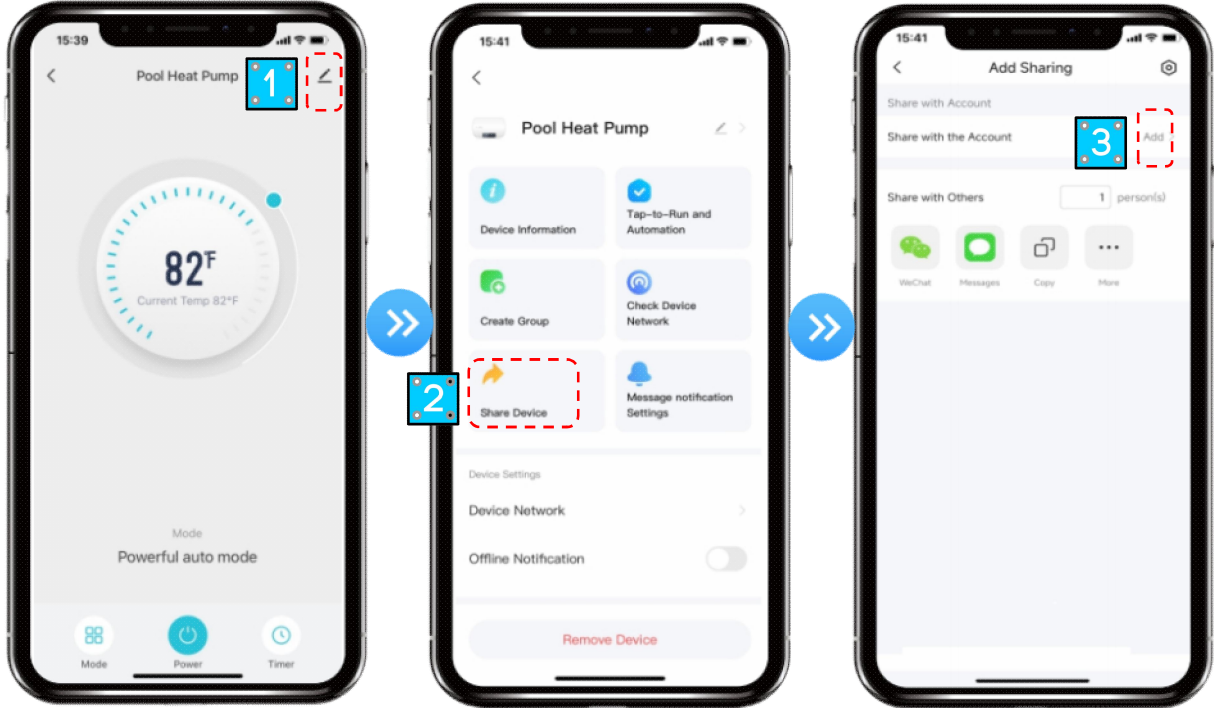 15:39
Pool Heat Pump
1
82°F
Current Temp 82°F
Mode
Powerful auto mode
Mode
Power
Timer
2
15:41
Pool Heat Pump
Device Information
Tap-to-Run and
Automation
Create Group
Check Device
Network
Share Device
Message notification
Settings
Device Settings
Device Network
Offline Notification
Remove Device
15:41
Add Sharing
Share with Account
Share with the Account
3
Add
Share with Others
1 person(s)
WeChat
Messages
Copy
More